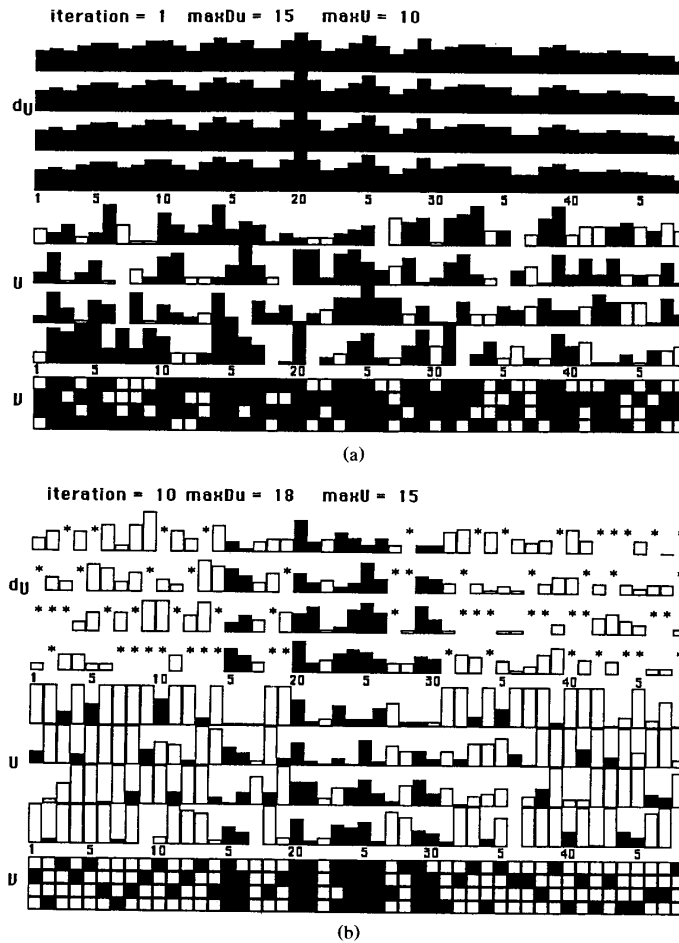 iteration = 1 maxDu = 15 maxU = 10
dU
1 5 10 5 20 5 30 5 40 5
U
1 5 10 5 20 5 30 5 40 5
V
(a)
iteration = 10 maxDu = 18 maxU = 15
* * * * * * * * * * *
dU
* * * * * * * * *
* * * * * * * * * * * * * * * * * *
* * * * * * * * * * * * * *
1 5 10 5 20 5 30 5 40 5
U
1 5 10 5 20 5 30 5 40 5
V
(b)